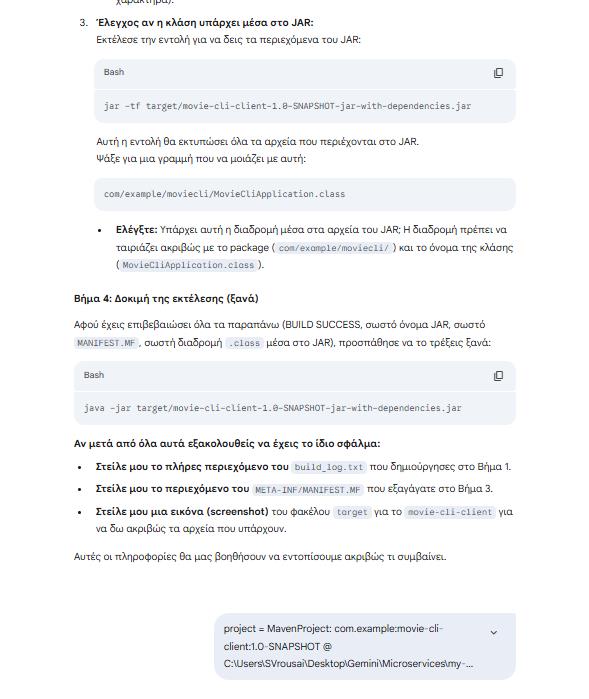 χαρακτήρα).
3. Έλεγχος αν η κλάση υπάρχει μέσα στο JAR:
Εκτέλεσε την εντολή για να δεις τα περιεχόμενα του JAR:
Bash
jar -tf target/movie-cli-client-1.0-SNAPSHOT-jar-with-dependencies.jar
Αυτή η εντολή θα εκτυπώσει όλα τα αρχεία που περιέχονται στο JAR.
Ψάξε για μια γραμμή που να μοιάζει με αυτή:
com/example/moviecli/MovieCliApplication.class
• Ελέγξτε: Υπάρχει αυτή η διαδρομή μέσα στα αρχεία του JAR; Η διαδρομή πρέπει να
ταιριάζει ακριβώς με το package ( com/example/moviecli/ ) και το όνομα της κλάσης
( MovieCliApplication.class ).
Βήμα 4: Δοκιμή της εκτέλεσης (ξανά)
Αφού έχεις επιβεβαιώσει όλα τα παραπάνω (BUILD SUCCESS, σωστό όνομα JAR, σωστό
MANIFEST.MF , σωστή διαδρομή .class μέσα στο JAR), προσπάθησε να το τρέξεις ξανά:
Bash
java -jar target/movie-cli-client-1.0-SNAPSHOT-jar-with-dependencies.jar
Αν μετά από όλα αυτά εξακολουθείς να έχεις το ίδιο σφάλμα:
• Στείλε μου το πλήρες περιεχόμενο του build_log.txt που δημιούργησες στο Βήμα 1.
• Στείλε μου το περιεχόμενο του META-INF/MANIFEST.MF που εξαγάγατε στο Βήμα 3.
• Στείλε μου μια εικόνα (screenshot) του φακέλου target για το movie-cli-client για
να δω ακριβώς τα αρχεία που υπάρχουν.
Αυτές οι πληροφορίες θα μας βοηθήσουν να εντοπίσουμε ακριβώς τι συμβαίνει.
project = MavenProject: com.example:movie-cli-
client:1.0-SNAPSHOT @
C:\Users\SVrousai\Desktop\Gemini\Microservices\my-...